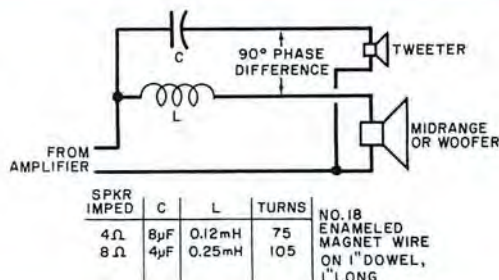 C
90° PHASE
DIFFERENCE
TWEETER
L
MIDRANGE
OR WOOFER
FROM
AMPLIFIER
SPKR
IMPED C L TURNS
4Ω 8µF 0.12mH 75
8Ω 4µF 0.25mH 105
NO.18
ENAMELED
MAGNET WIRE
ON 1" DOWEL,
1" LONG